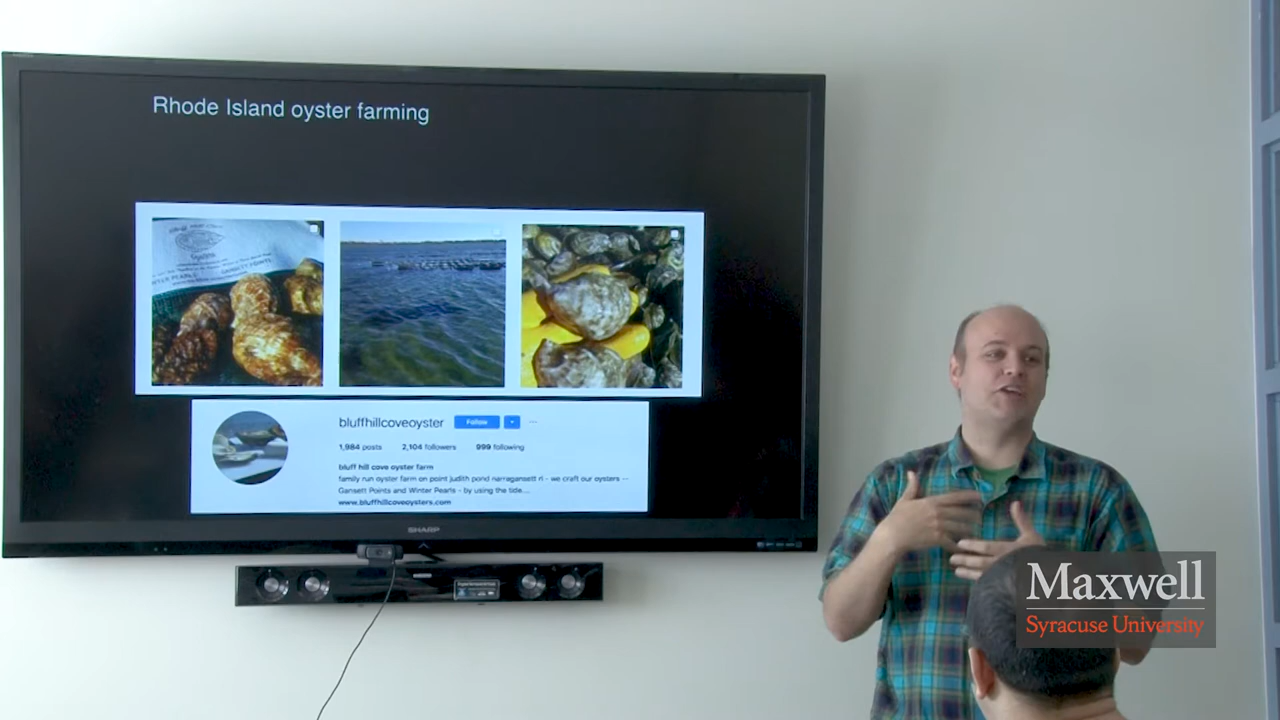 Rhode Island oyster farming
GANSETT POINTS
bluffhillcoveoyster Follow
1,984 posts 2,104 followers 999 following
bluff hill cove oyster farm
family run oyster farm on point judith pond narragansett ri - we craft our oysters --
Gansett Points and Winter Pearls - by using the tide....
www.bluffhillcoveoysters.com
SHARP
Maxwell
Syracuse University